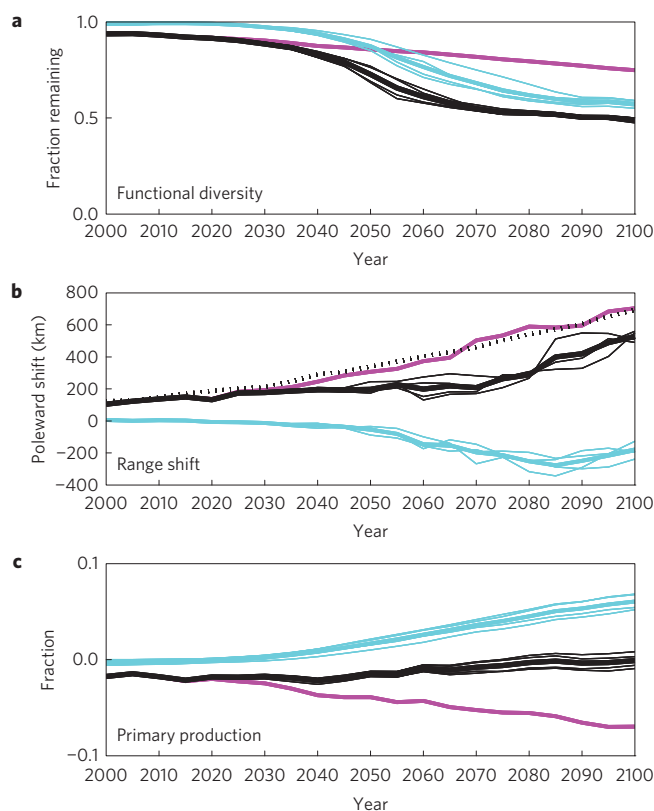 a
1.0
0.5
0.0
Fraction remaining
Functional diversity
2000 2010 2020 2030 2040 2050 2060 2070 2080 2090 2100
Year
b
800
600
400
200
0
−200
−400
Poleward shift (km)
Range shift
2000 2010 2020 2030 2040 2050 2060 2070 2080 2090 2100
Year
c
0.1
0.0
−0.1
Fraction
Primary production
2000 2010 2020 2030 2040 2050 2060 2070 2080 2090 2100
Year